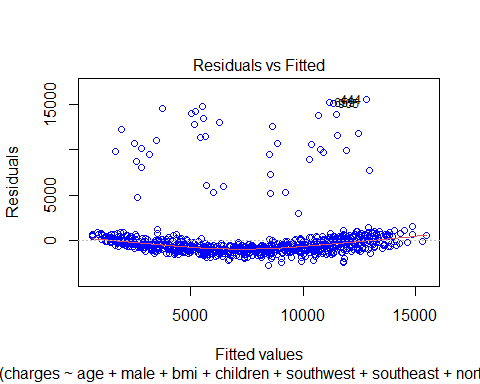 Residuals vs Fitted
Residuals
15000
5000
0
5000
10000
15000
Fitted values
(charges ~ age + male + bmi + children + southwest + southeast + nor